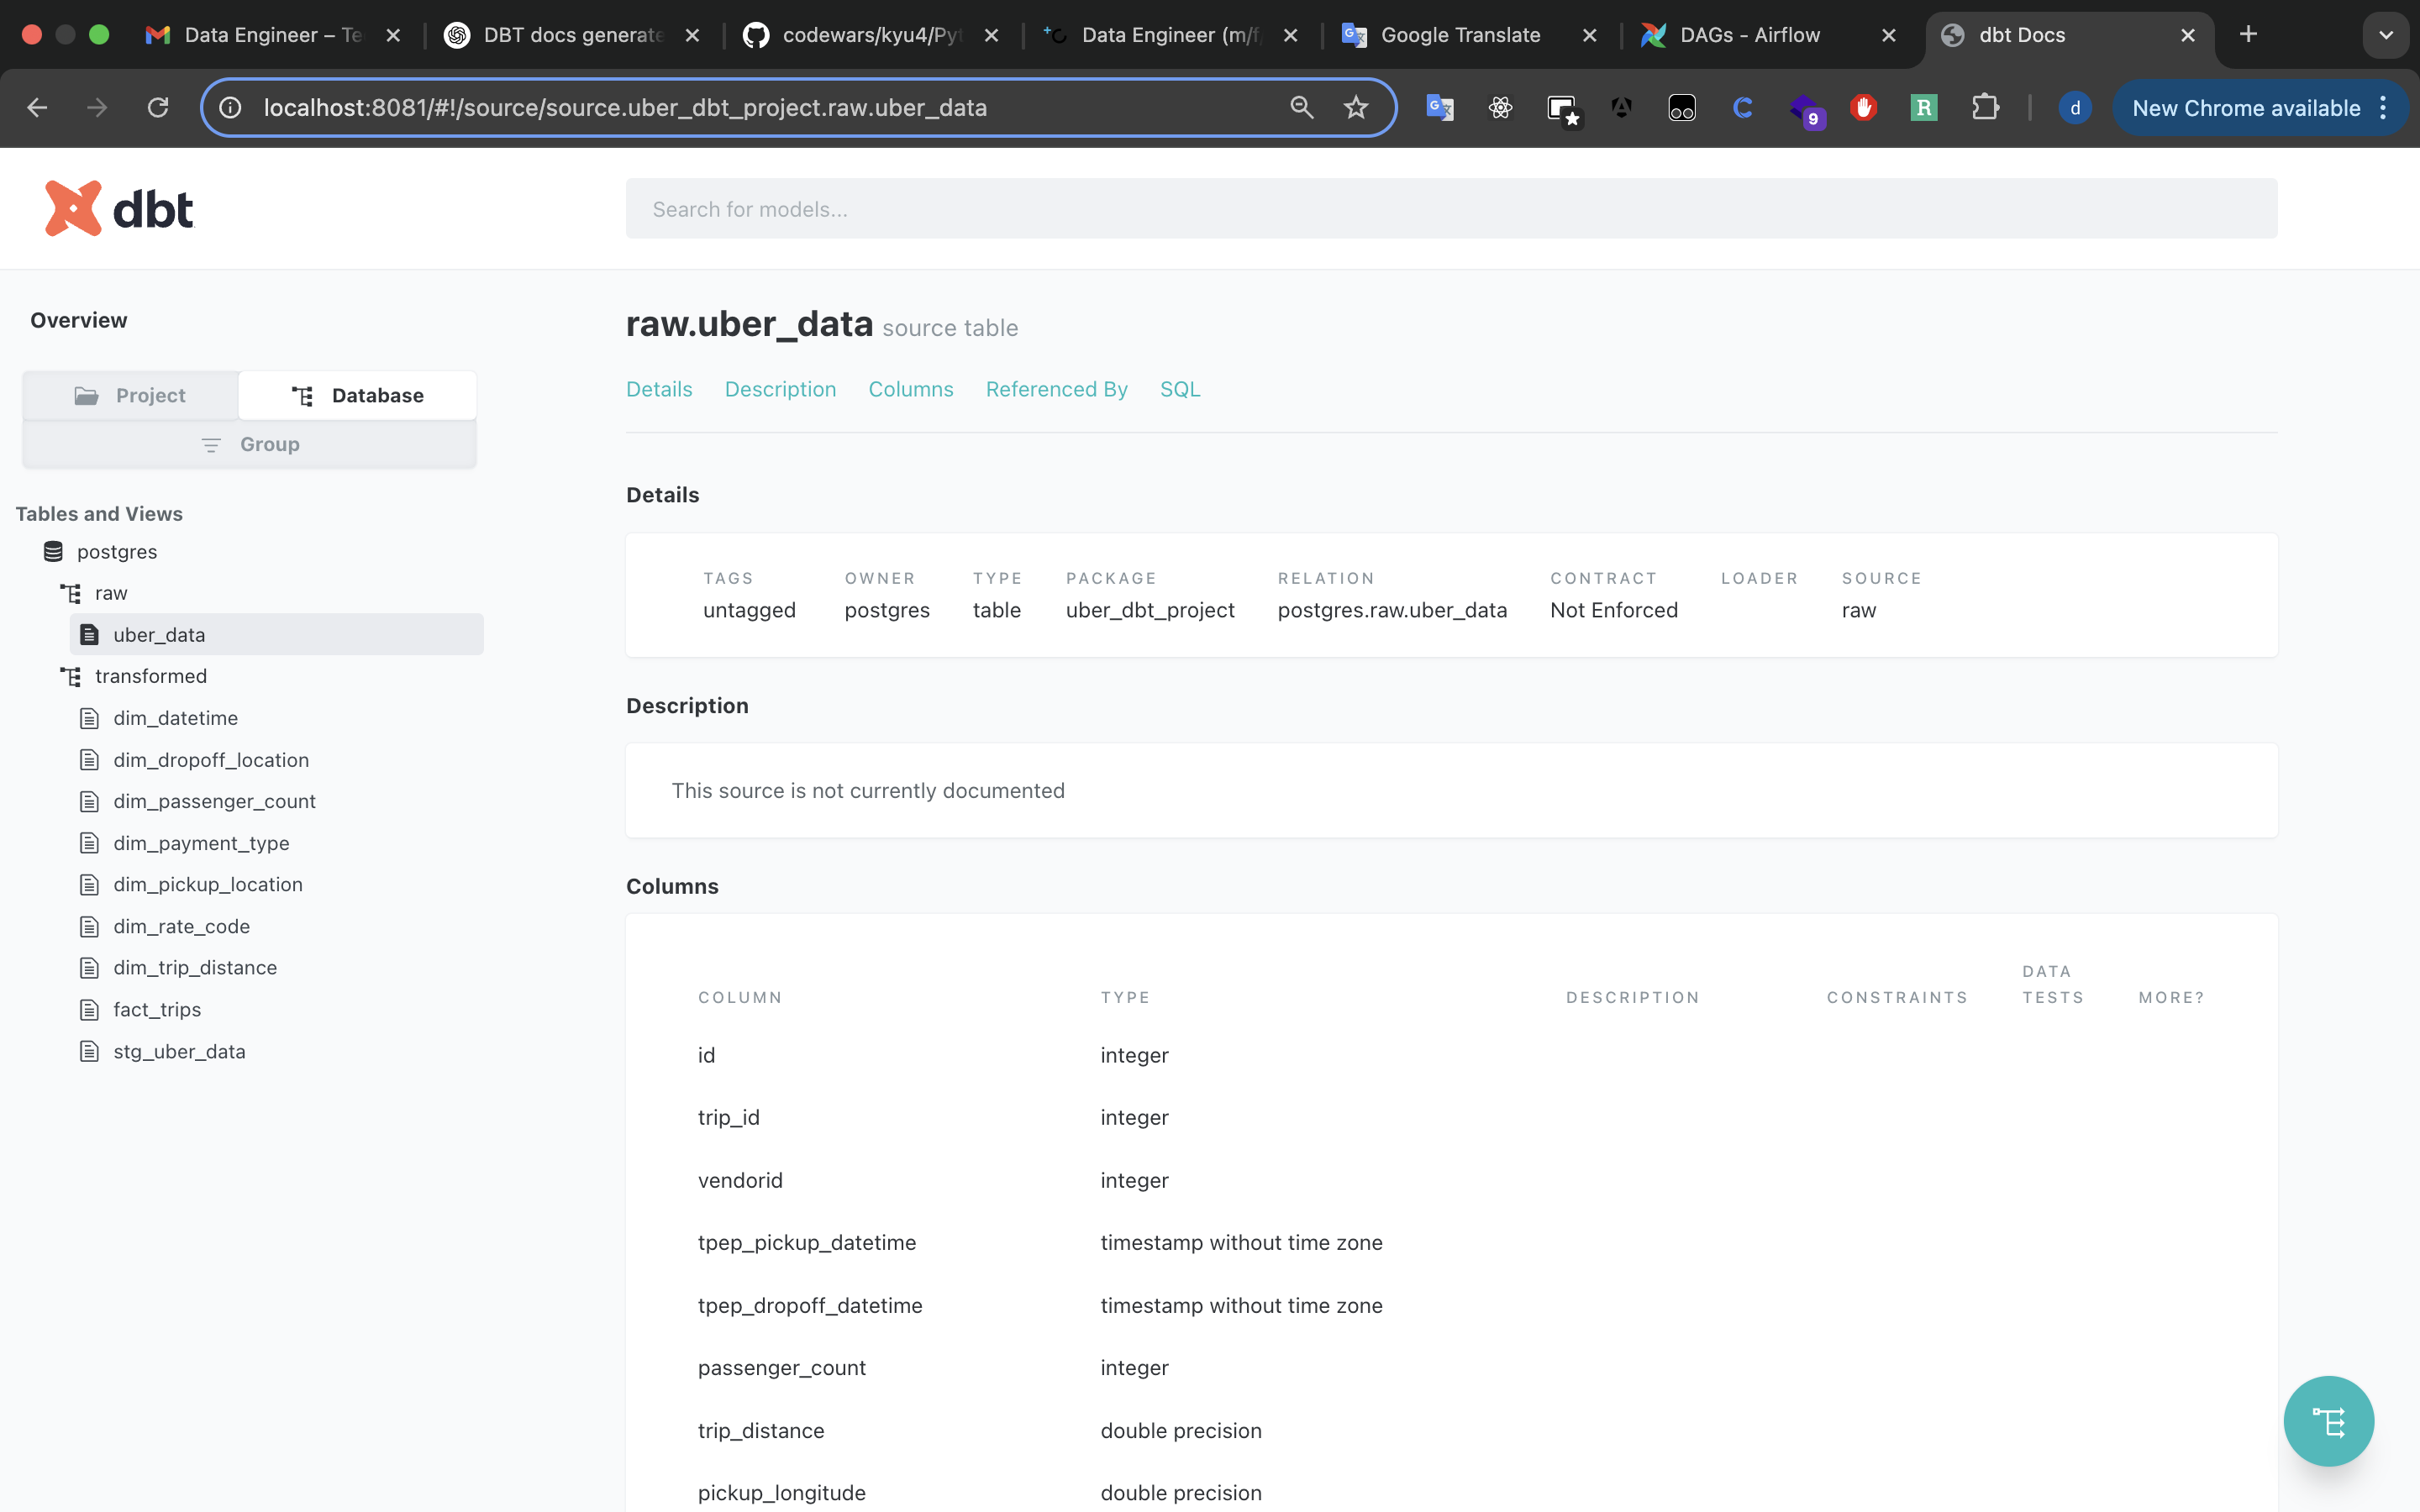 Data Engineer – Te
DBT docs generate
codewars/kyu4/Pyt
Data Engineer (m/f/
Google Translate
DAGs - Airflow
dbt Docs
localhost:8081/#!/source/source.uber_dbt_project.raw.uber_data
9
R
d
New Chrome available
dbt
Search for models...
Overview
Project
Database
Group
Tables and Views
postgres
raw
uber_data
transformed
dim_datetime
dim_dropoff_location
dim_passenger_count
dim_payment_type
dim_pickup_location
dim_rate_code
dim_trip_distance
fact_trips
stg_uber_data
raw.uber_data source table
Details Description Columns Referenced By SQL
Details
TAGS OWNER TYPE PACKAGE RELATION CONTRACT LOADER SOURCE
untagged postgres table uber_dbt_project postgres.raw.uber_data Not Enforced raw
Description
This source is not currently documented
Columns
COLUMN TYPE DESCRIPTION CONSTRAINTS DATA TESTS MORE?
id integer
trip_id integer
vendorid integer
tpep_pickup_datetime timestamp without time zone
tpep_dropoff_datetime timestamp without time zone
passenger_count integer
trip_distance double precision
pickup_longitude double precision